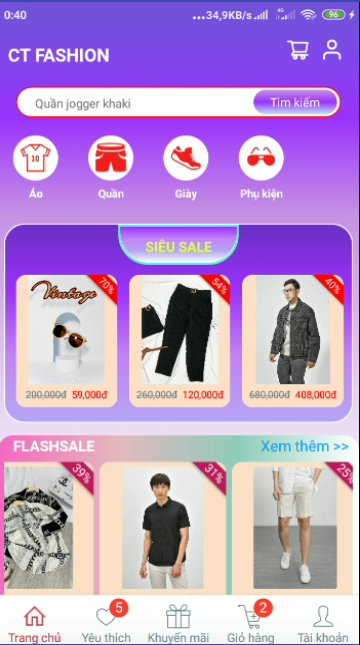 0:40
...34,9KB/s
4G
96
CT FASHION
Quần jogger khaki
Tìm kiếm
10
Áo
Quần
Giày
Phụ kiện
SIÊU SALE
Vintage
70%
54%
40%
200,000đ 59,000đ
260,000đ 120,000đ
680,000đ 408,000đ
FLASHSALE
Xem thêm >>
39%
31%
25%
5
2
Trang chủ
Yêu thích
Khuyến mãi
Giỏ hàng
Tài khoản